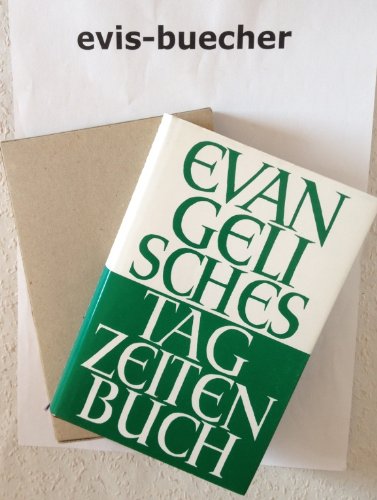 evis-buecher
EVAN
GELI
SCHES
TAG
ZEITEN
BUCH